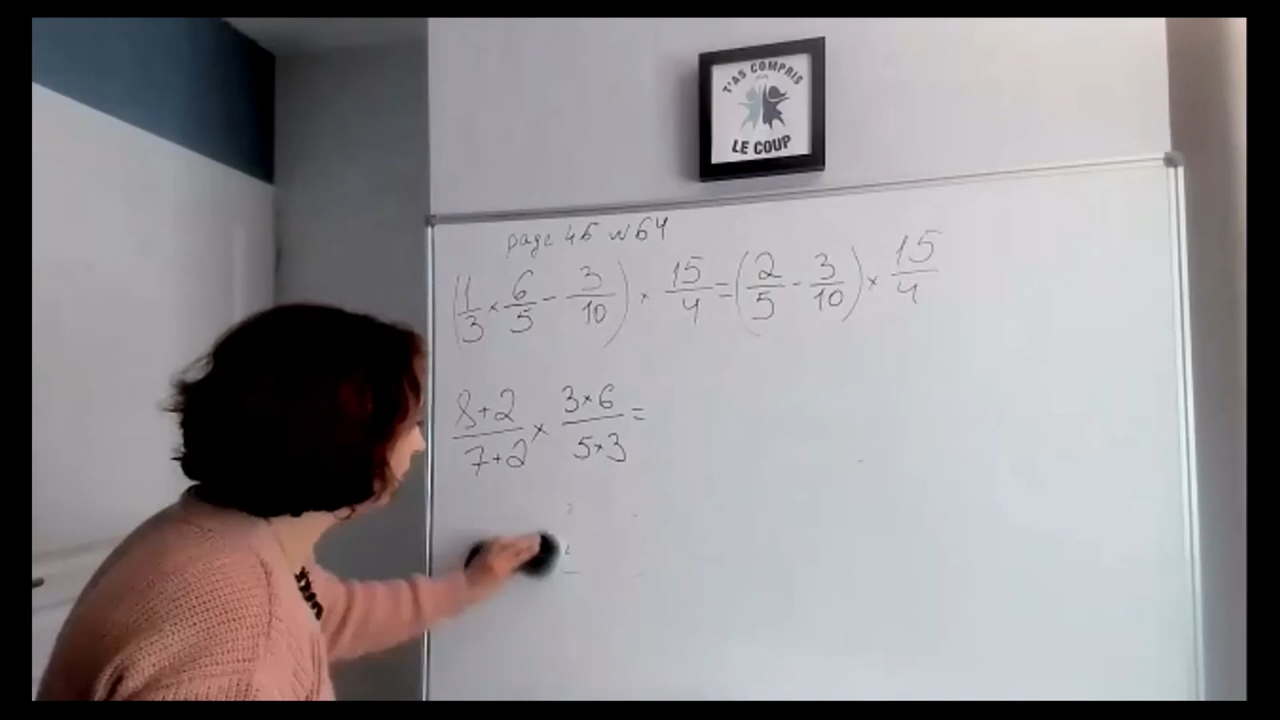 T'AS COMPRIS
LE COUP
page 46 n 64
(1/3 × 6/5 - 3/10) × 15/4 = (2/5 - 3/10) × 15/4
8+2/7+2 × 3×6/5×3 =